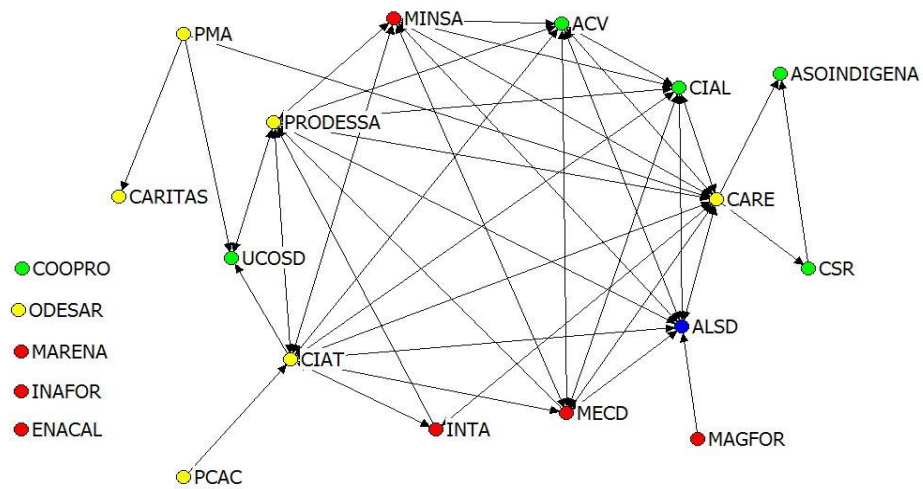 MINSA
ACV
PMA
ASOINDIGENA
CIAL
PRODESSA
CARITAS
CARE
UCOSD
COOPRO
CSR
ODESAR
ALSD
MARENA
CIAT
INAFOR
MECD
ENACAL
INTA
MAGFOR
PCAC